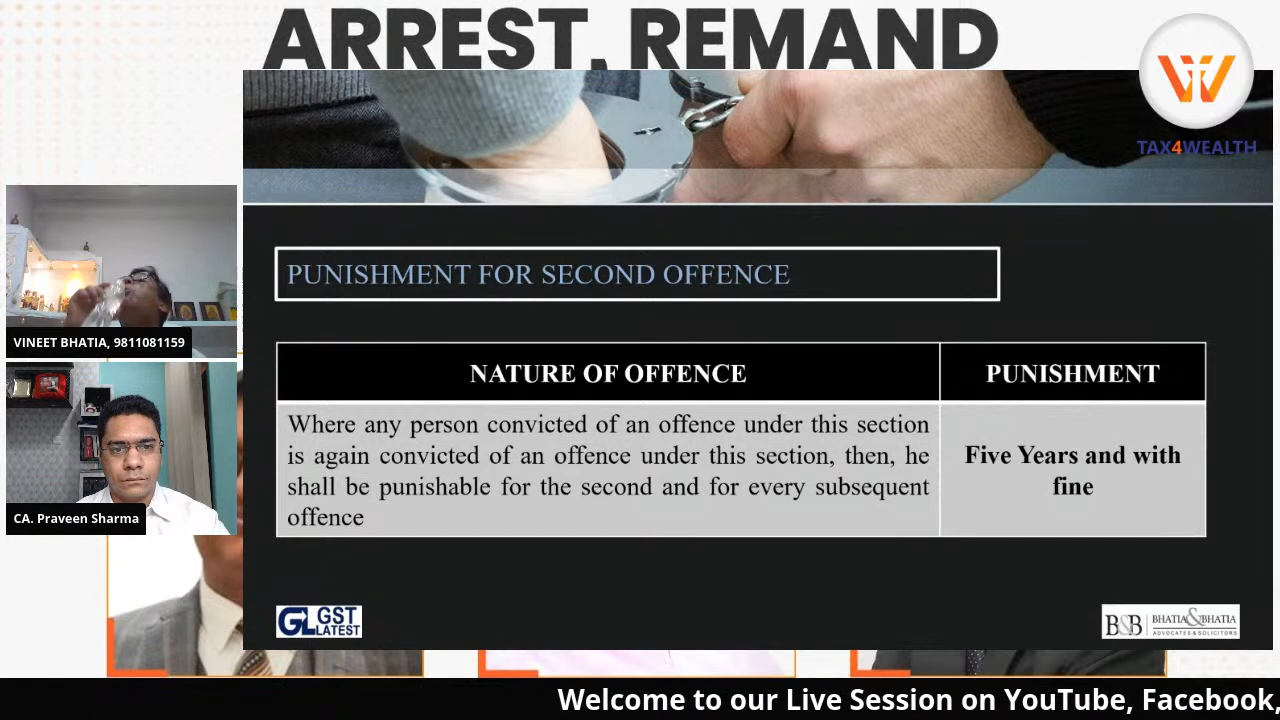 ARREST, REMAND
TAX4WEALTH
PUNISHMENT FOR SECOND OFFENCE
NATURE OF OFFENCE
PUNISHMENT
Where any person convicted of an offence under this section
is again convicted of an offence under this section, then, he
shall be punishable for the second and for every subsequent
offence
Five Years and with
fine
VINEET BHATIA, 9811081159
CA. Praveen Sharma
GL GST
LATEST
B&B BHATIA&BHATIA
ADVOCATES & SOLICITORS
Welcome to our Live Session on YouTube, Facebook,